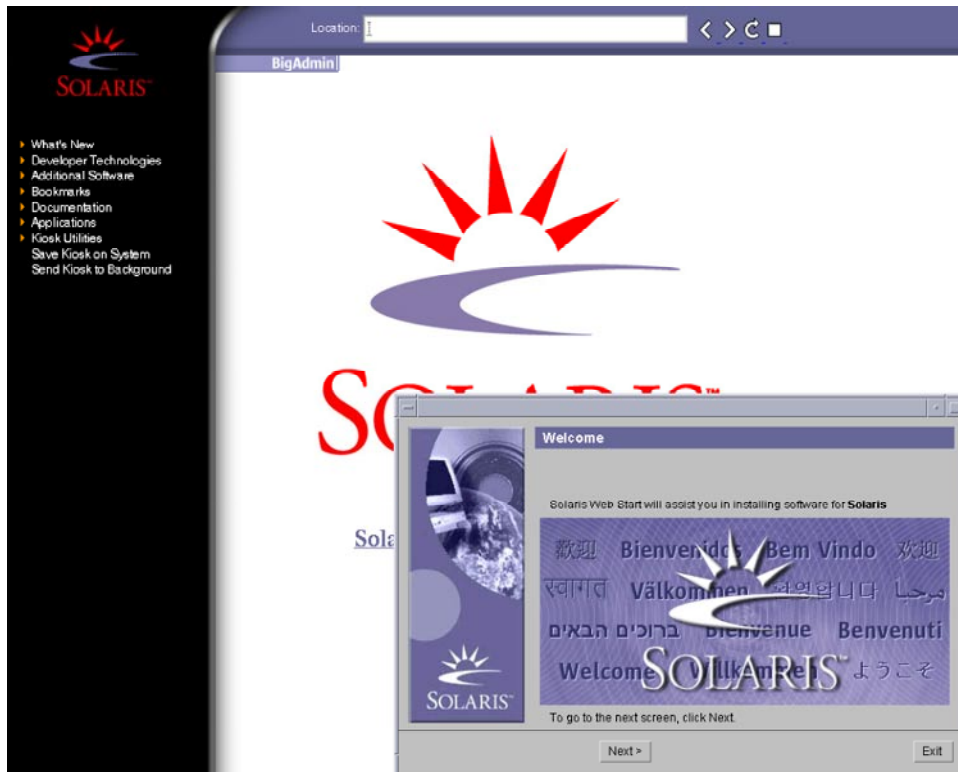 SOLARIS™
What's New
Developer Technologies
Additional Software
Bookmarks
Documentation
Applications
Kiosk Utilities
Save Kiosk on System
Send Kiosk to Background
Location:
BigAdmin
Welcome
Solaris Web Start will assist you in installing software for Solaris
歡迎 Bienvenidos Bem Vindo 欢迎
स्वागत Välkommen 환영합니다 مرحبا
ברוכים הבאים Bienvenue Benvenuti
Welcome Willkommen ようこそ
SOLARIS™
SOLARIS™
To go to the next screen, click Next.
Next >
Exit